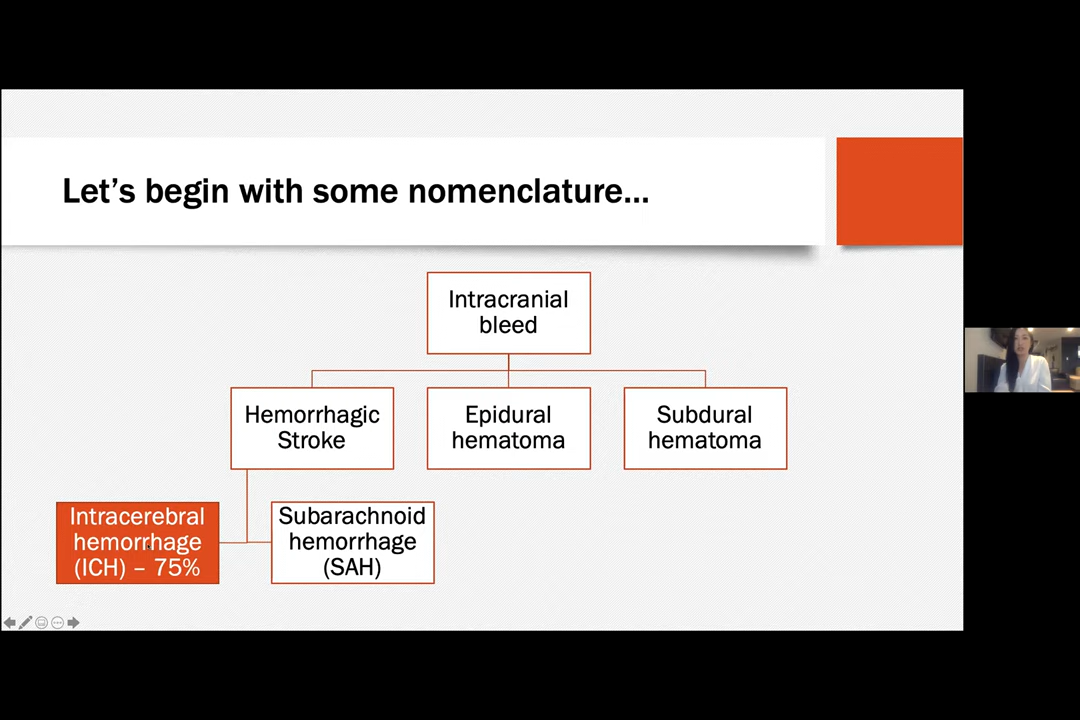 Let's begin with some nomenclature...
Intracranial
bleed
Hemorrhagic
Stroke
Epidural
hematoma
Subdural
hematoma
Intracerebral
hemorrhage
(ICH) – 75%
Subarachnoid
hemorrhage
(SAH)